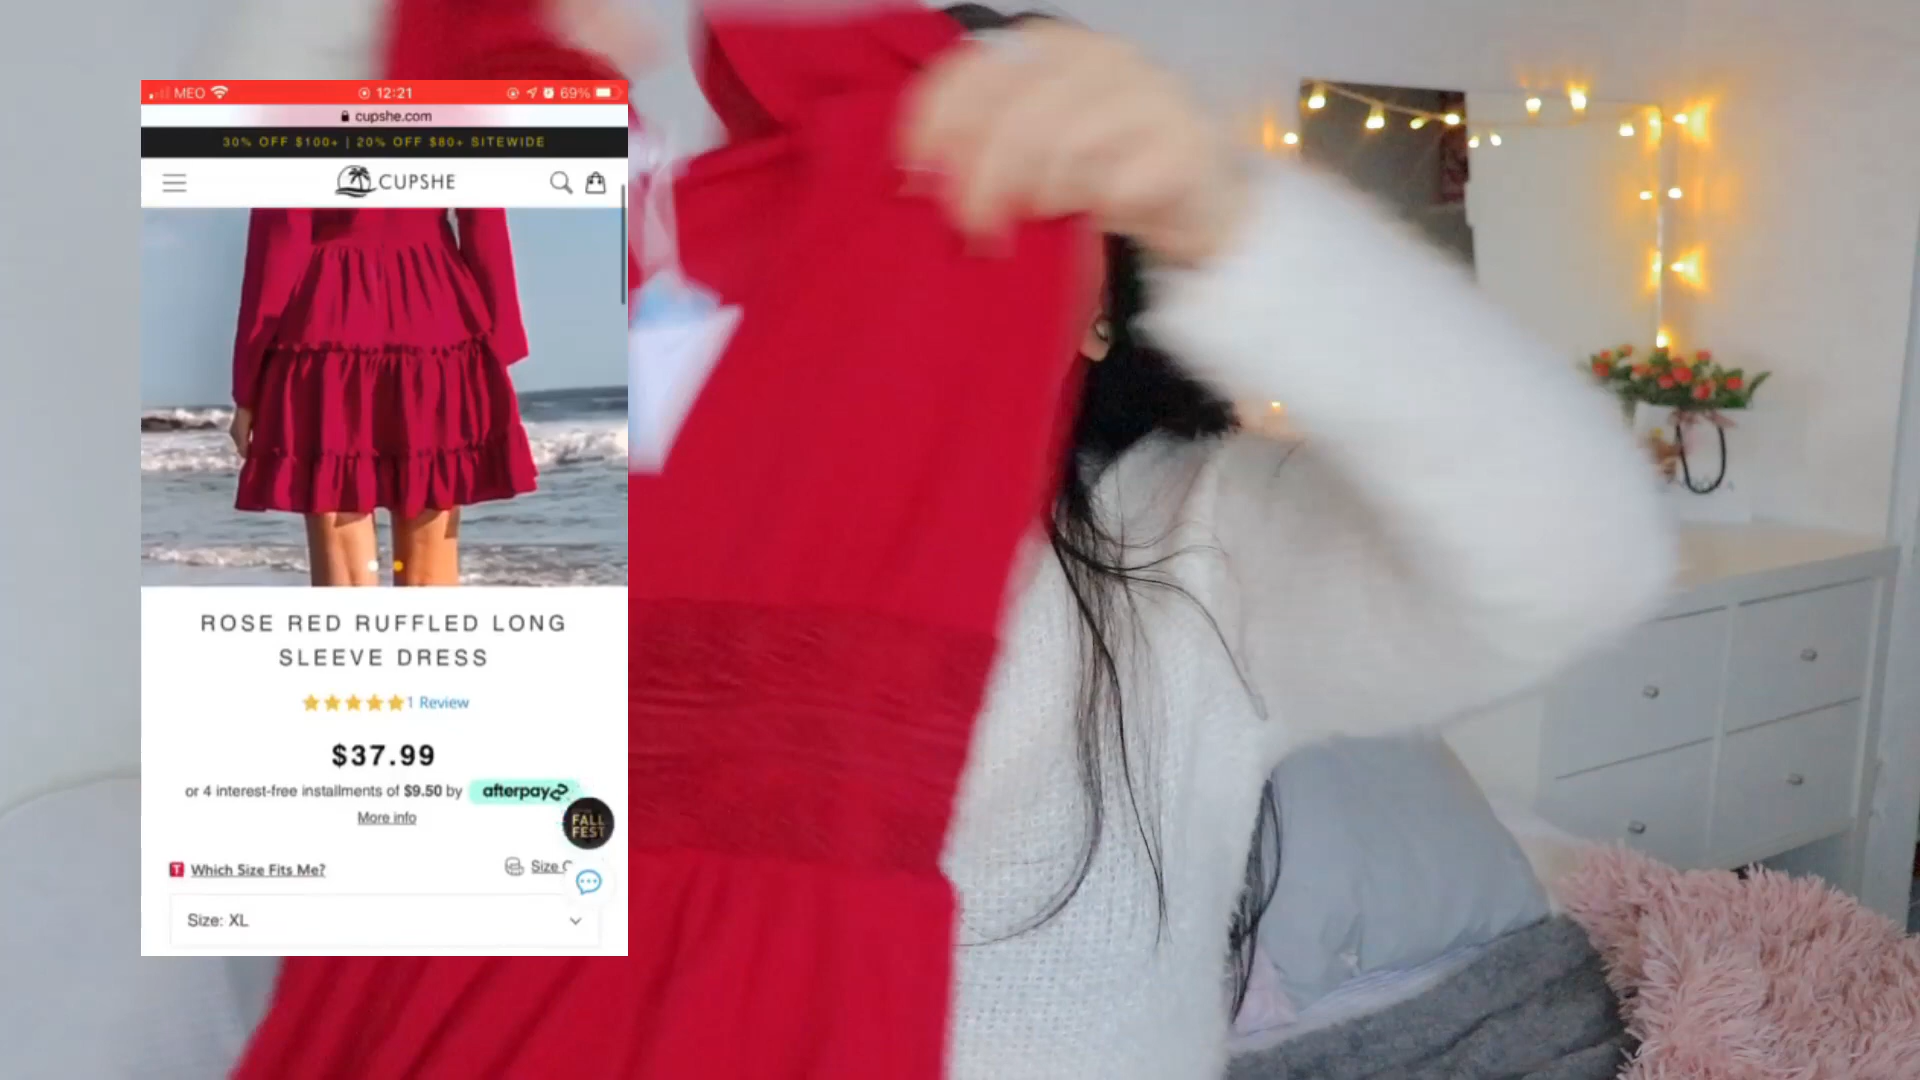 MEO 12:21 69%
cupshe.com
30% OFF $100+ | 20% OFF $80+ SITEWIDE
CUPSHE
ROSE RED RUFFLED LONG
SLEEVE DRESS
1 Review
$37.99
or 4 interest-free installments of $9.50 by afterpay
More info
FALL
FEST
Which Size Fits Me?
Size
Size: XL